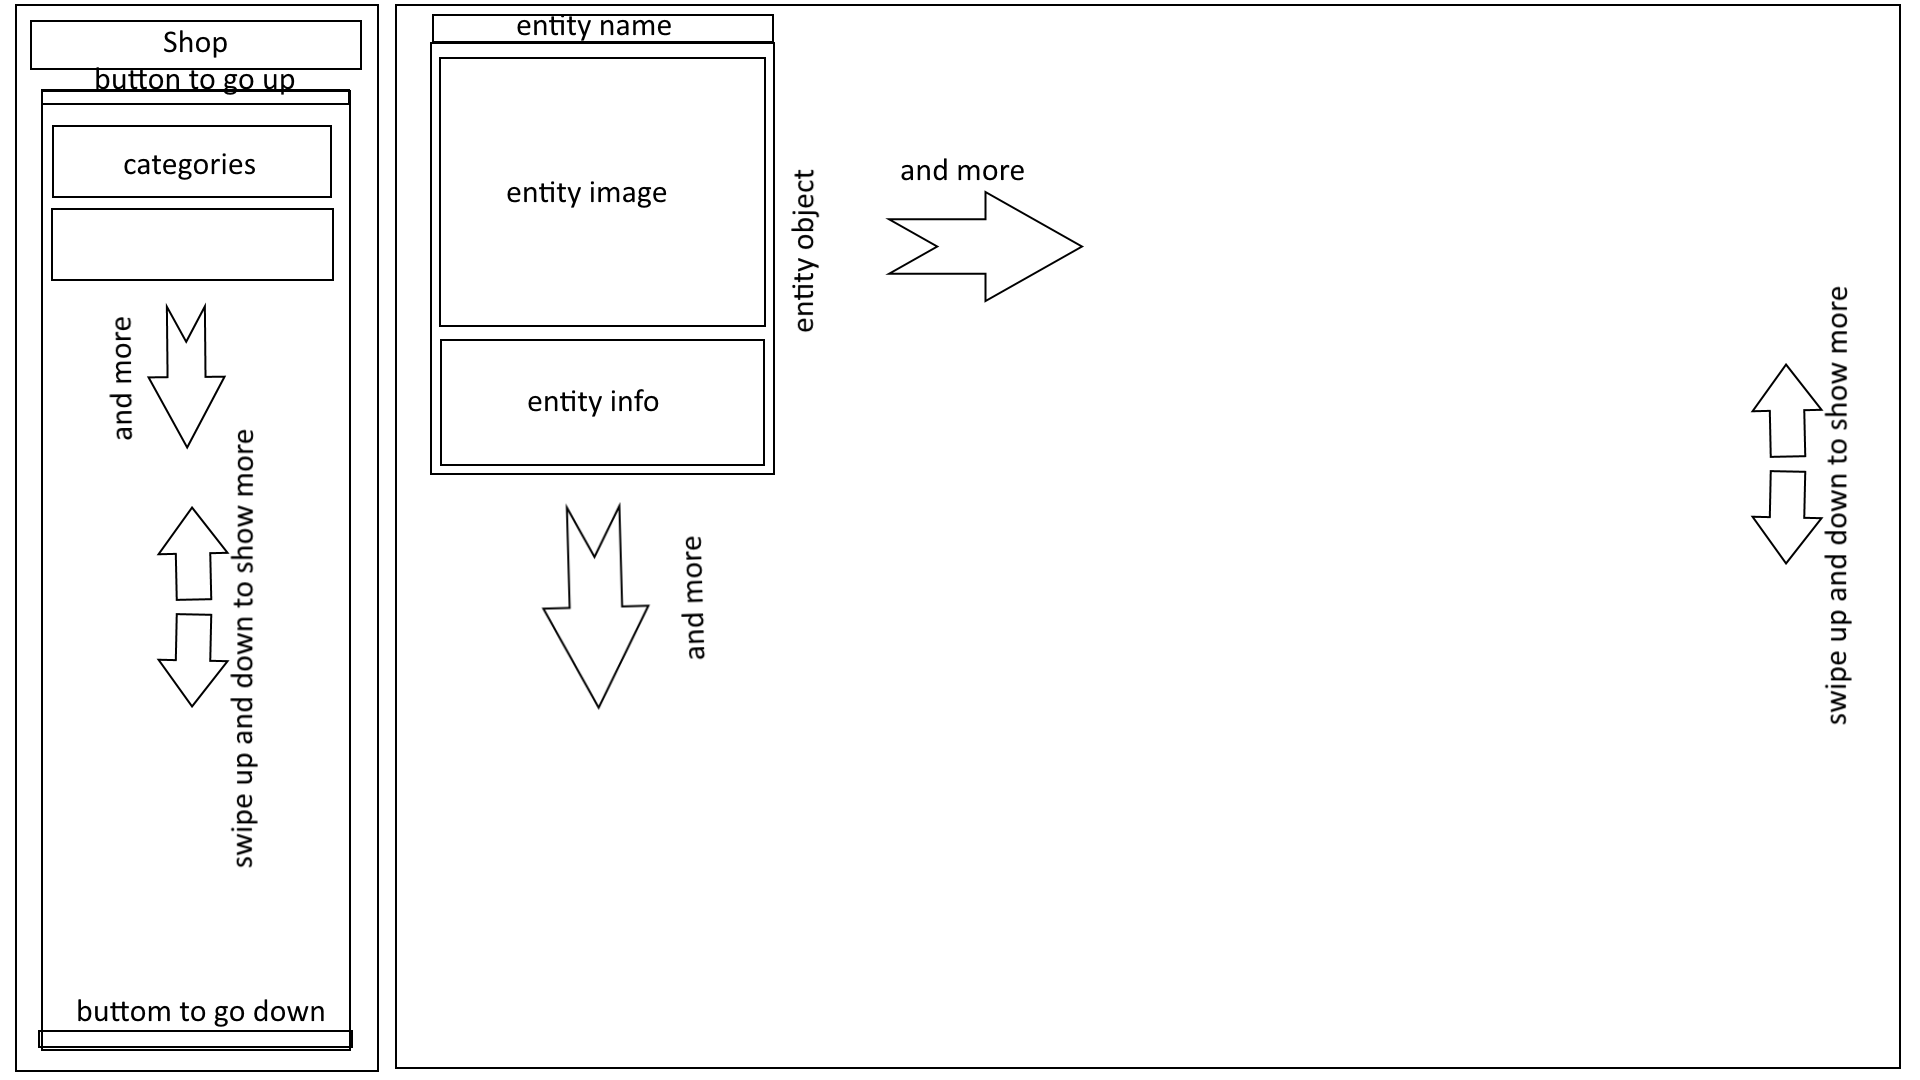 Shop
button to go up
categories
and more
swipe up and down to show more
buttom to go down
entity name
entity image
entity info
entity object
and more
and more
swipe up and down to show more